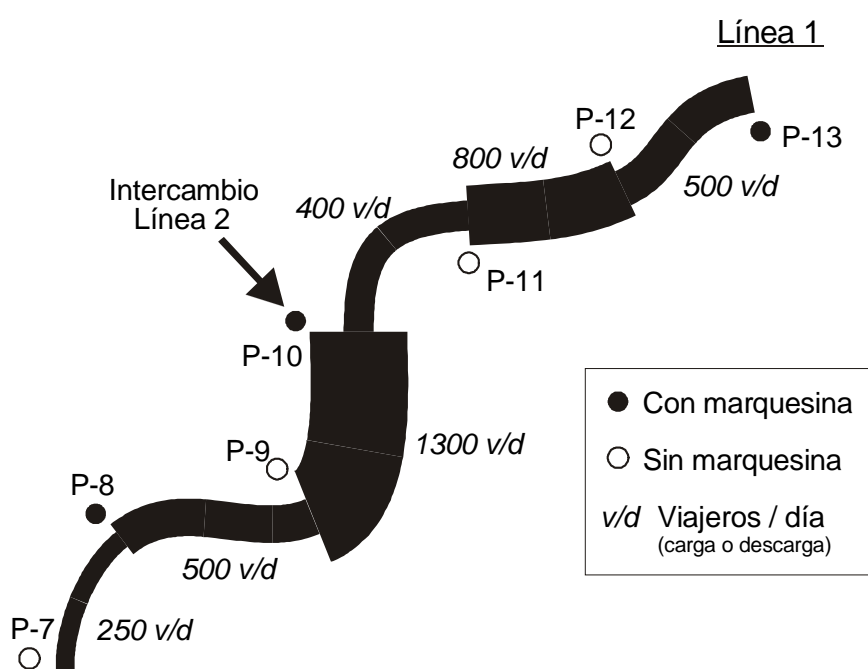 Línea 1
P-12
P-13
800 v/d
500 v/d
Intercambio
Línea 2
400 v/d
P-11
P-10
Con marquesina
P-9
1300 v/d
Sin marquesina
P-8
v/d Viajeros / día
(carga o descarga)
500 v/d
P-7
250 v/d